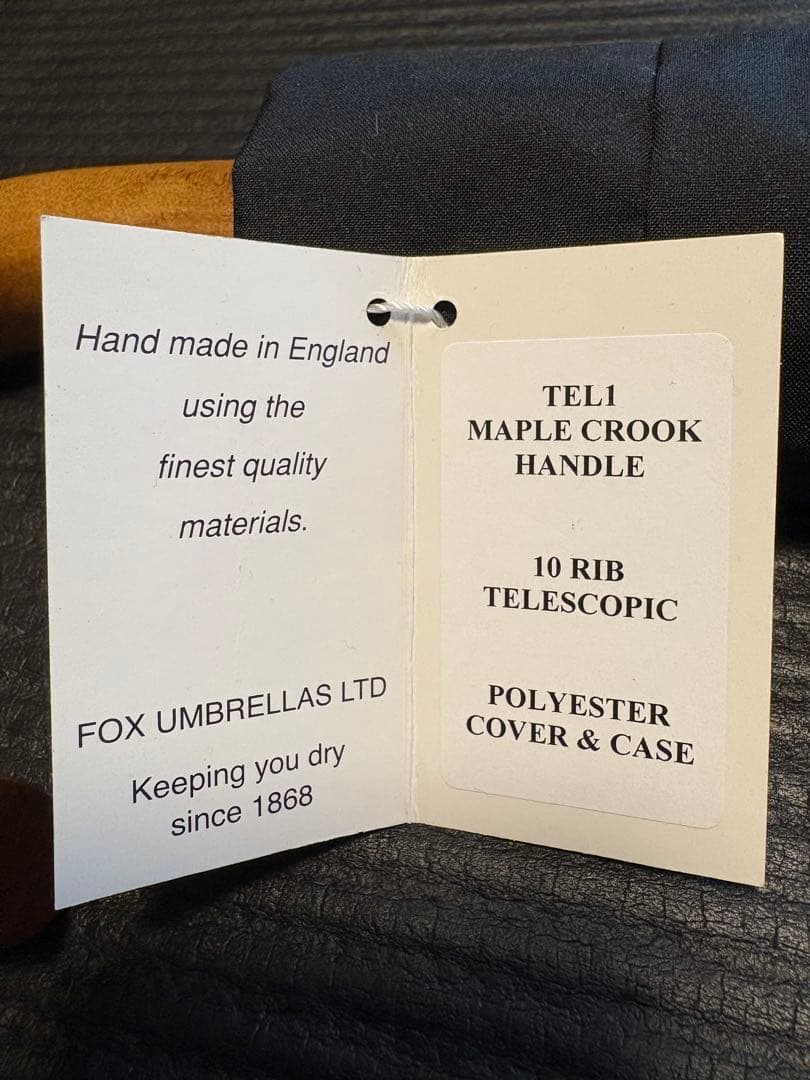 Hand made in England
using the
finest quality
materials.
FOX UMBRELLAS LTD
Keeping you dry
since 1868
TEL1
MAPLE CROOK
HANDLE
10 RIB
TELESCOPIC
POLYESTER
COVER & CASE